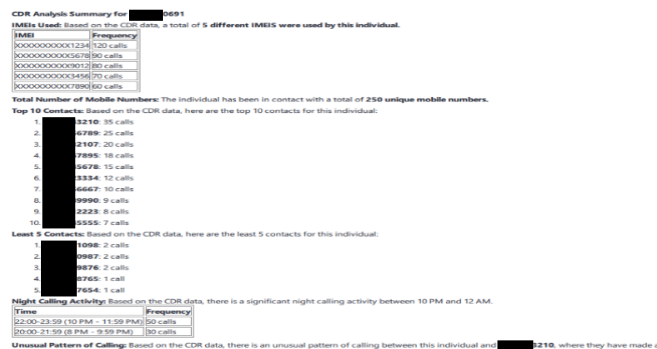 CDR Analysis Summary for 0691
IMEIs Used: Based on the CDR data, a total of 5 different IMEIS were used by this individual.
IMEI Frequency
XXXXXXXXXX1234 120 calls
XXXXXXXXXX5678 90 calls
XXXXXXXXXX9012 80 calls
XXXXXXXXXX3456 70 calls
XXXXXXXXXX7890 60 calls
Total Number of Mobile Numbers: The individual has been in contact with a total of 250 unique mobile numbers.
Top 10 Contacts: Based on the CDR data, here are the top 10 contacts for this individual:
1. 3210: 35 calls
2. 6789: 25 calls
3. 2107: 20 calls
4. 7895: 18 calls
5. 5678: 15 calls
6. 3334: 12 calls
7. 6667: 10 calls
8. 9990: 9 calls
9. 2223: 8 calls
10. 5555: 7 calls
Least 5 Contacts: Based on the CDR data, here are the least 5 contacts for this individual:
1. 1098: 2 calls
2. 0987: 2 calls
3. 9876: 2 calls
4. 8765: 1 call
5. 7654: 1 call
Night Calling Activity: Based on the CDR data, there is a significant night calling activity between 10 PM and 12 AM.
Time Frequency
22:00-23:59 (10 PM - 11:59 PM) 50 calls
20:00-21:59 (8 PM - 9:59 PM) 30 calls
Unusual Pattern of Calling: Based on the CDR data, there is an unusual pattern of calling between this individual and 3210, where they have made a